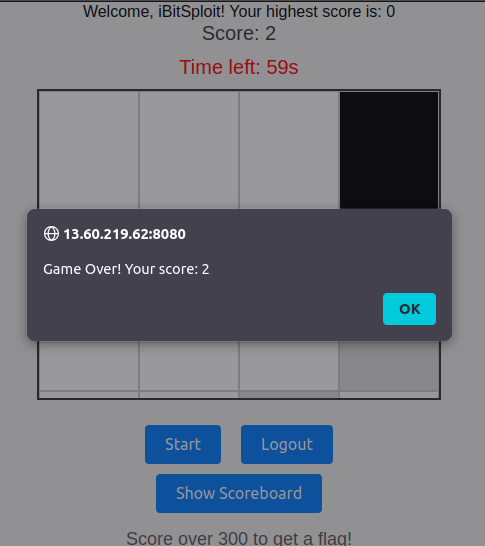 Welcome, iBitSploit! Your highest score is: 0
Score: 2
Time left: 59s
13.60.219.62:8080
Game Over! Your score: 2
OK
Start
Logout
Show Scoreboard
Score over 300 to get a flag!